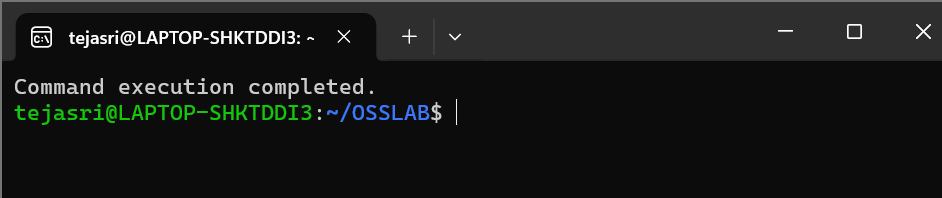 tejasri@LAPTOP-SHKTDDI3: ~
Command execution completed.
tejasri@LAPTOP-SHKTDDI3:~/OSSLAB$